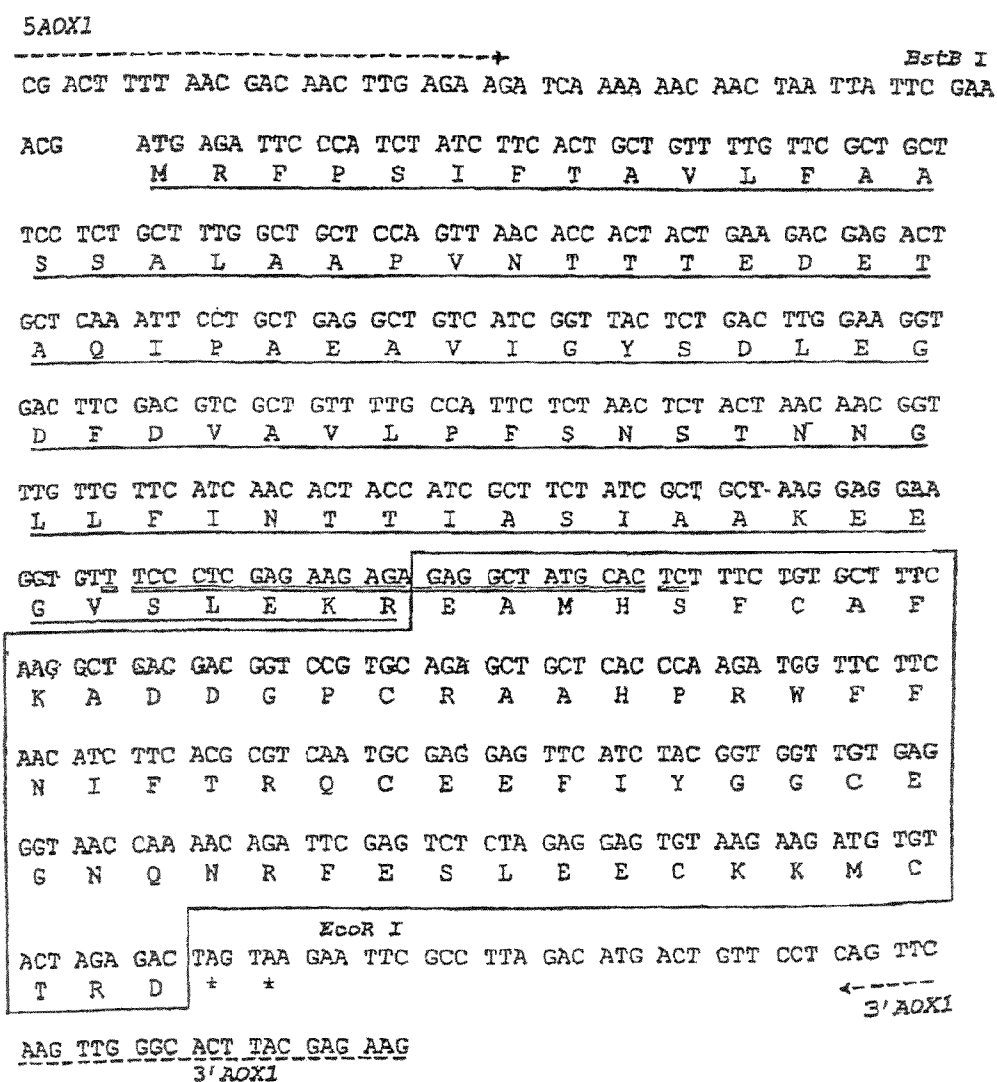 5AOX1
BstB I
CG ACT TTT AAC GAC AAC TTG AGA AGA TCA AAA AAC AAC TAA TTA TTC GAA
ACG ATG AGA TTC CCA TCT ATC TTC ACT GCT GTT TTG TTC GCT GCT
M R F P S I F T A V L F A A
TCC TCT GCT TTG GCT GCT CCA GTT AAC ACC ACT ACT GAA GAC GAG ACT
S S A L A A P V N T T T E D E T
GCT CAA ATT CCT GCT GAG GCT GTC ATC GGT TAC TCT GAC TTG GAA GGT
A Q I P A E A V I G Y S D L E G
GAC TTC GAC GTC GCT GTT TTG CCA TTC TCT AAC TCT ACT AAC AAC GGT
D F D V A V L P F S N S T N N G
TTG TTG TTC ATC AAC ACT ACC ATC GCT TCT ATC GCT GCT AAG GAG GAA
L L F I N T T I A S I A A K E E
GGT GTT TCC CTC GAG AAG AGA GAG GCT ATG CAC TCT TTC TGT GCT TTC
G V S L E K R E A M H S F C A F
AAG GCT GAC GAC GGT CCG TGC AGA GCT GCT CAC CCA AGA TGG TTC TTC
K A D D G P C R A A H P R W F F
AAC ATC TTC ACG CGT CAA TGC GAG GAG TTC ATC TAC GGT GGT TGT GAG
N I F T R Q C E E F I Y G G C E
GGT AAC CAA AAC AGA TTC GAG TCT CTA GAG GAG TGT AAG AAG ATG TGT
G N Q N R F E S L E E C K K M C
EcoR I
ACT AGA GAC TAG TAA GAA TTC GCC TTA GAC ATG ACT GTT CCT CAG TTC
T R D * *
3'AOX1
AAG TTG GGC ACT TAC GAG AAG
3'AOX1